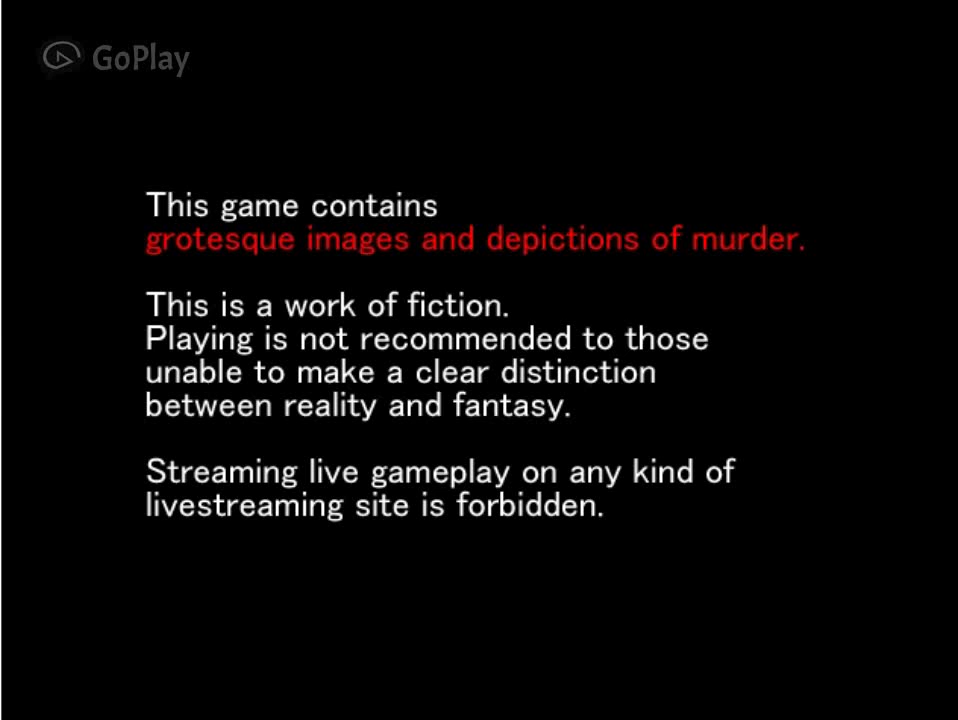 GoPlay
This game contains
grotesque images and depictions of murder.
This is a work of fiction.
Playing is not recommended to those
unable to make a clear distinction
between reality and fantasy.
Streaming live gameplay on any kind of
livestreaming site is forbidden.